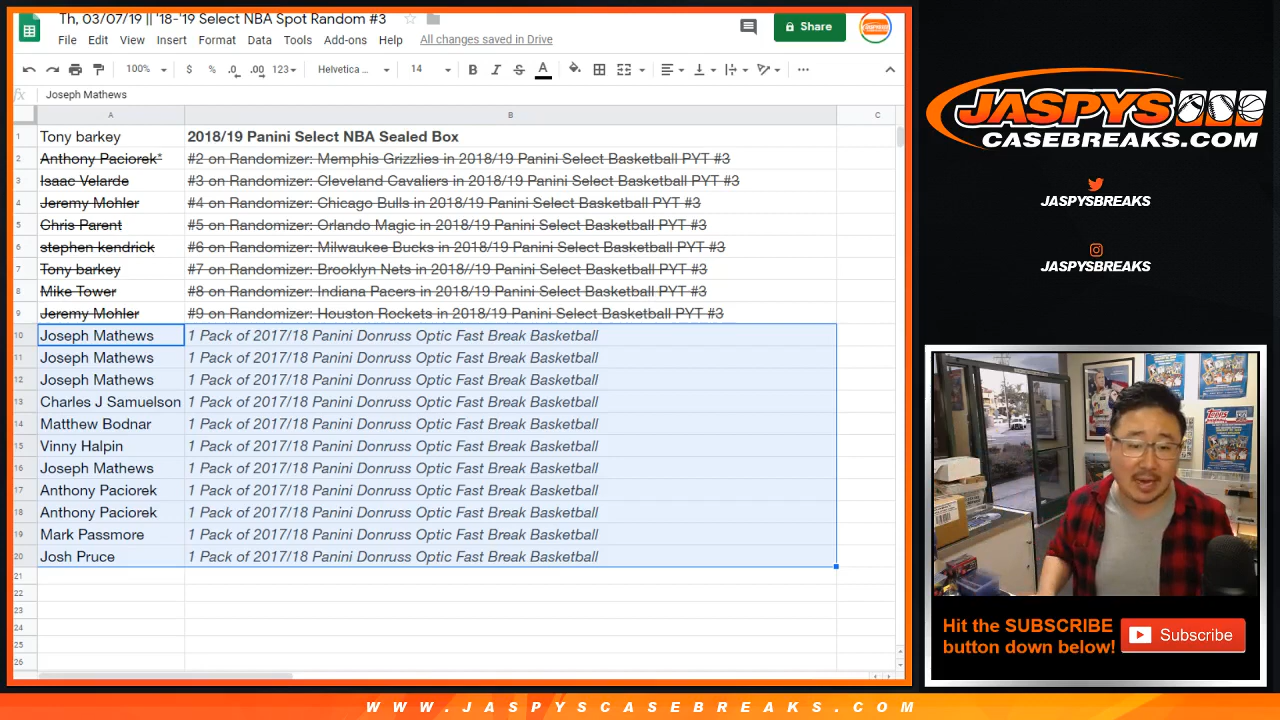 Th, 03/07/19 || '18-'19 Select NBA Spot Random #3
File Edit View Insert Format Data Tools Add-ons Help All changes saved in Drive
Share
100% $ % .0 .00 123 Helvetica ... 14 B I S A
fx Joseph Mathews
A B C
1 Tony barkey 2018/19 Panini Select NBA Sealed Box
2 Anthony Paciorek* #2 on Randomizer: Memphis Grizzlies in 2018/19 Panini Select Basketball PYT #3
3 Isaac Velarde #3 on Randomizer: Cleveland Cavaliers in 2018/19 Panini Select Basketball PYT #3
4 Jeremy Mohler #4 on Randomizer: Chicago Bulls in 2018/19 Panini Select Basketball PYT #3
5 Chris Parent #5 on Randomizer: Orlando Magic in 2018/19 Panini Select Basketball PYT #3
6 stephen kendrick #6 on Randomizer: Milwaukee Bucks in 2018/19 Panini Select Basketball PYT #3
7 Tony barkey #7 on Randomizer: Brooklyn Nets in 2018//19 Panini Select Basketball PYT #3
8 Mike Tower #8 on Randomizer: Indiana Pacers in 2018/19 Panini Select Basketball PYT #3
9 Jeremy Mohler #9 on Randomizer: Houston Rockets in 2018/19 Panini Select Basketball PYT #3
10 Joseph Mathews 1 Pack of 2017/18 Panini Donruss Optic Fast Break Basketball
11 Joseph Mathews 1 Pack of 2017/18 Panini Donruss Optic Fast Break Basketball
12 Joseph Mathews 1 Pack of 2017/18 Panini Donruss Optic Fast Break Basketball
13 Charles J Samuelson 1 Pack of 2017/18 Panini Donruss Optic Fast Break Basketball
14 Matthew Bodnar 1 Pack of 2017/18 Panini Donruss Optic Fast Break Basketball
15 Vinny Halpin 1 Pack of 2017/18 Panini Donruss Optic Fast Break Basketball
16 Joseph Mathews 1 Pack of 2017/18 Panini Donruss Optic Fast Break Basketball
17 Anthony Paciorek 1 Pack of 2017/18 Panini Donruss Optic Fast Break Basketball
18 Anthony Paciorek 1 Pack of 2017/18 Panini Donruss Optic Fast Break Basketball
19 Mark Passmore 1 Pack of 2017/18 Panini Donruss Optic Fast Break Basketball
20 Josh Pruce 1 Pack of 2017/18 Panini Donruss Optic Fast Break Basketball
21
22
23
24
25
26
JASPYS
CASEBREAKS.COM
JASPYSBREAKS
JASPYSBREAKS
Topps
Hit the SUBSCRIBE
button down below!
Subscribe
WWW.JASPYSCASEBREAKS.COM